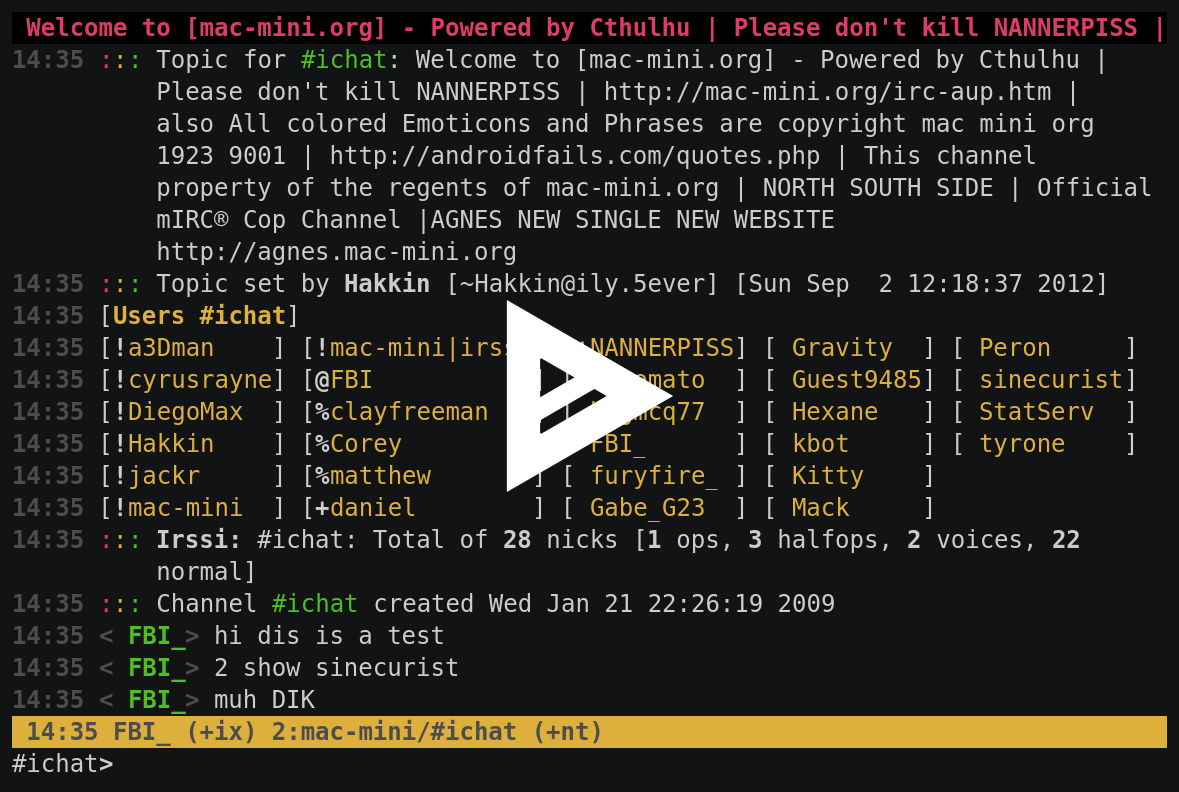 Welcome to [mac-mini.org] - Powered by Cthulhu | Please don't kill NANNERPISS |
14:35 ::: Topic for #ichat: Welcome to [mac-mini.org] - Powered by Cthulhu |
Please don't kill NANNERPISS | http://mac-mini.org/irc-aup.htm |
also All colored Emoticons and Phrases are copyright mac mini org
1923 9001 | http://androidfails.com/quotes.php | This channel
property of the regents of mac-mini.org | NORTH SOUTH SIDE | Official
mIRC® Cop Channel |AGNES NEW SINGLE NEW WEBSITE
http://agnes.mac-mini.org
14:35 ::: Topic set by Hakkin [~Hakkin@ily.5ever] [Sun Sep  2 12:18:37 2012]
14:35 [Users #ichat]
14:35 [!a3Dman    ] [!mac-mini|irs NANNERPISS] [ Gravity  ] [ Peron     ]
14:35 [!cyrusrayne] [@FBI ] [ Guest9485] [ sinecurist]
14:35 [!DiegoMax  ] [%clayfreeman ] [ Hexane   ] [ StatServ  ]
14:35 [!Hakkin    ] [%Corey FBI_      ] [ kbot     ] [ tyrone    ]
14:35 [!jackr     ] [%matthew       ] [ furyfire_ ] [ Kitty    ]
14:35 [!mac-mini  ] [+daniel        ] [ Gabe_G23  ] [ Mack     ]
14:35 ::: Irssi: #ichat: Total of 28 nicks [1 ops, 3 halfops, 2 voices, 22
normal]
14:35 ::: Channel #ichat created Wed Jan 21 22:26:19 2009
14:35 < FBI_> hi dis is a test
14:35 < FBI_> 2 show sinecurist
14:35 < FBI_> muh DIK
14:35 FBI_ (+ix) 2:mac-mini/#ichat (+nt)
#ichat>